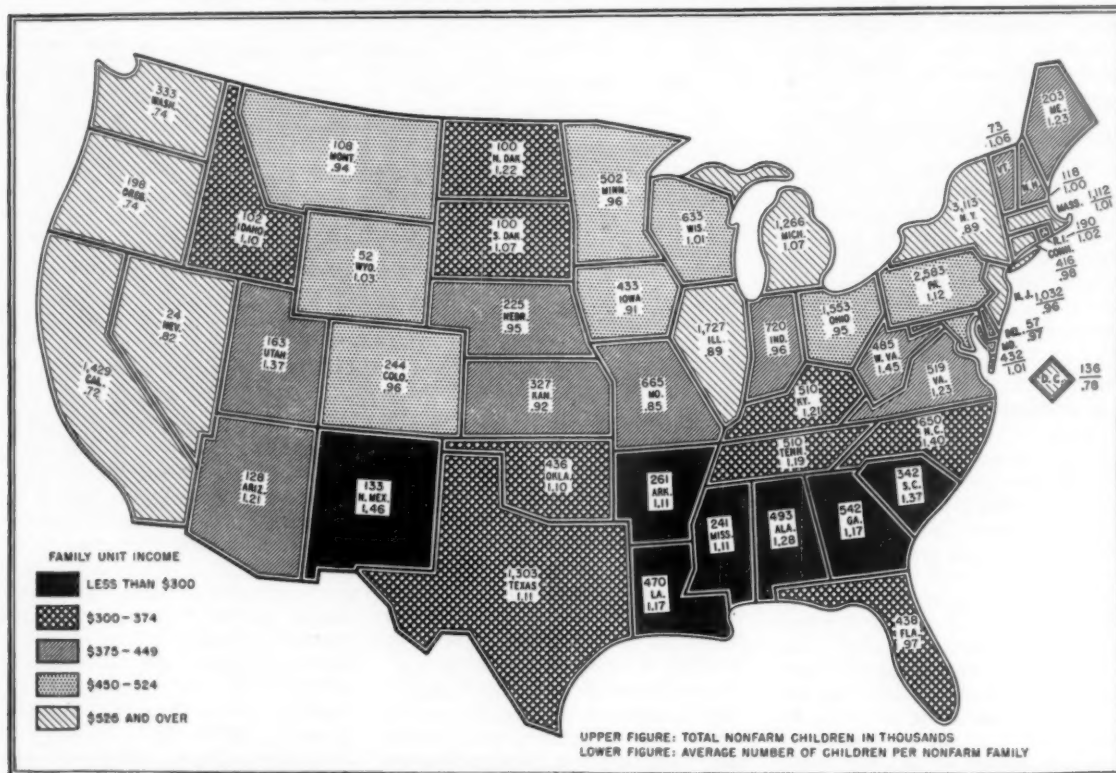 333
WASH.
.74
198
OREG.
.74
1,429
CAL.
.72
24
NEV.
.82
102
IDAHO
1.10
108
MONT.
.94
52
WYO.
1.03
163
UTAH
1.37
244
COLO.
.96
128
ARIZ.
1.21
133
N. MEX.
1.46
100
N. DAK.
1.22
100
S. DAK.
1.07
225
NEBR.
.95
327
KAN.
.92
436
OKLA.
1.10
1,303
TEXAS
1.11
502
MINN.
.96
433
IOWA
.91
665
MO.
.85
261
ARK.
1.11
470
LA.
1.17
633
WIS.
1.01
1,727
ILL.
.89
1,266
MICH.
1.07
720
IND.
.96
1,553
OHIO
.95
510
KY.
1.21
510
TENN.
1.19
241
MISS.
1.11
493
ALA.
1.28
542
GA.
1.17
438
FLA.
.97
342
S.C.
1.37
650
N.C.
1.40
519
VA.
1.23
485
W. VA.
1.45
2,583
PA.
1.12
3,113
N.Y.
.89
73
1.06
VT.
N.H.
118
1.00
203
ME.
1.23
MASS. 1,112
1.01
R.I. 190
1.02
CONN.
416
.98
N.J. 1,032
.96
DEL. 57
.97
MD.
432
1.01
D.C. 136
.78
FAMILY UNIT INCOME
LESS THAN $300
$300-374
$375-449
$450-524
$525 AND OVER
UPPER FIGURE: TOTAL NONFARM CHILDREN IN THOUSANDS
LOWER FIGURE: AVERAGE NUMBER OF CHILDREN PER NONFARM FAMILY